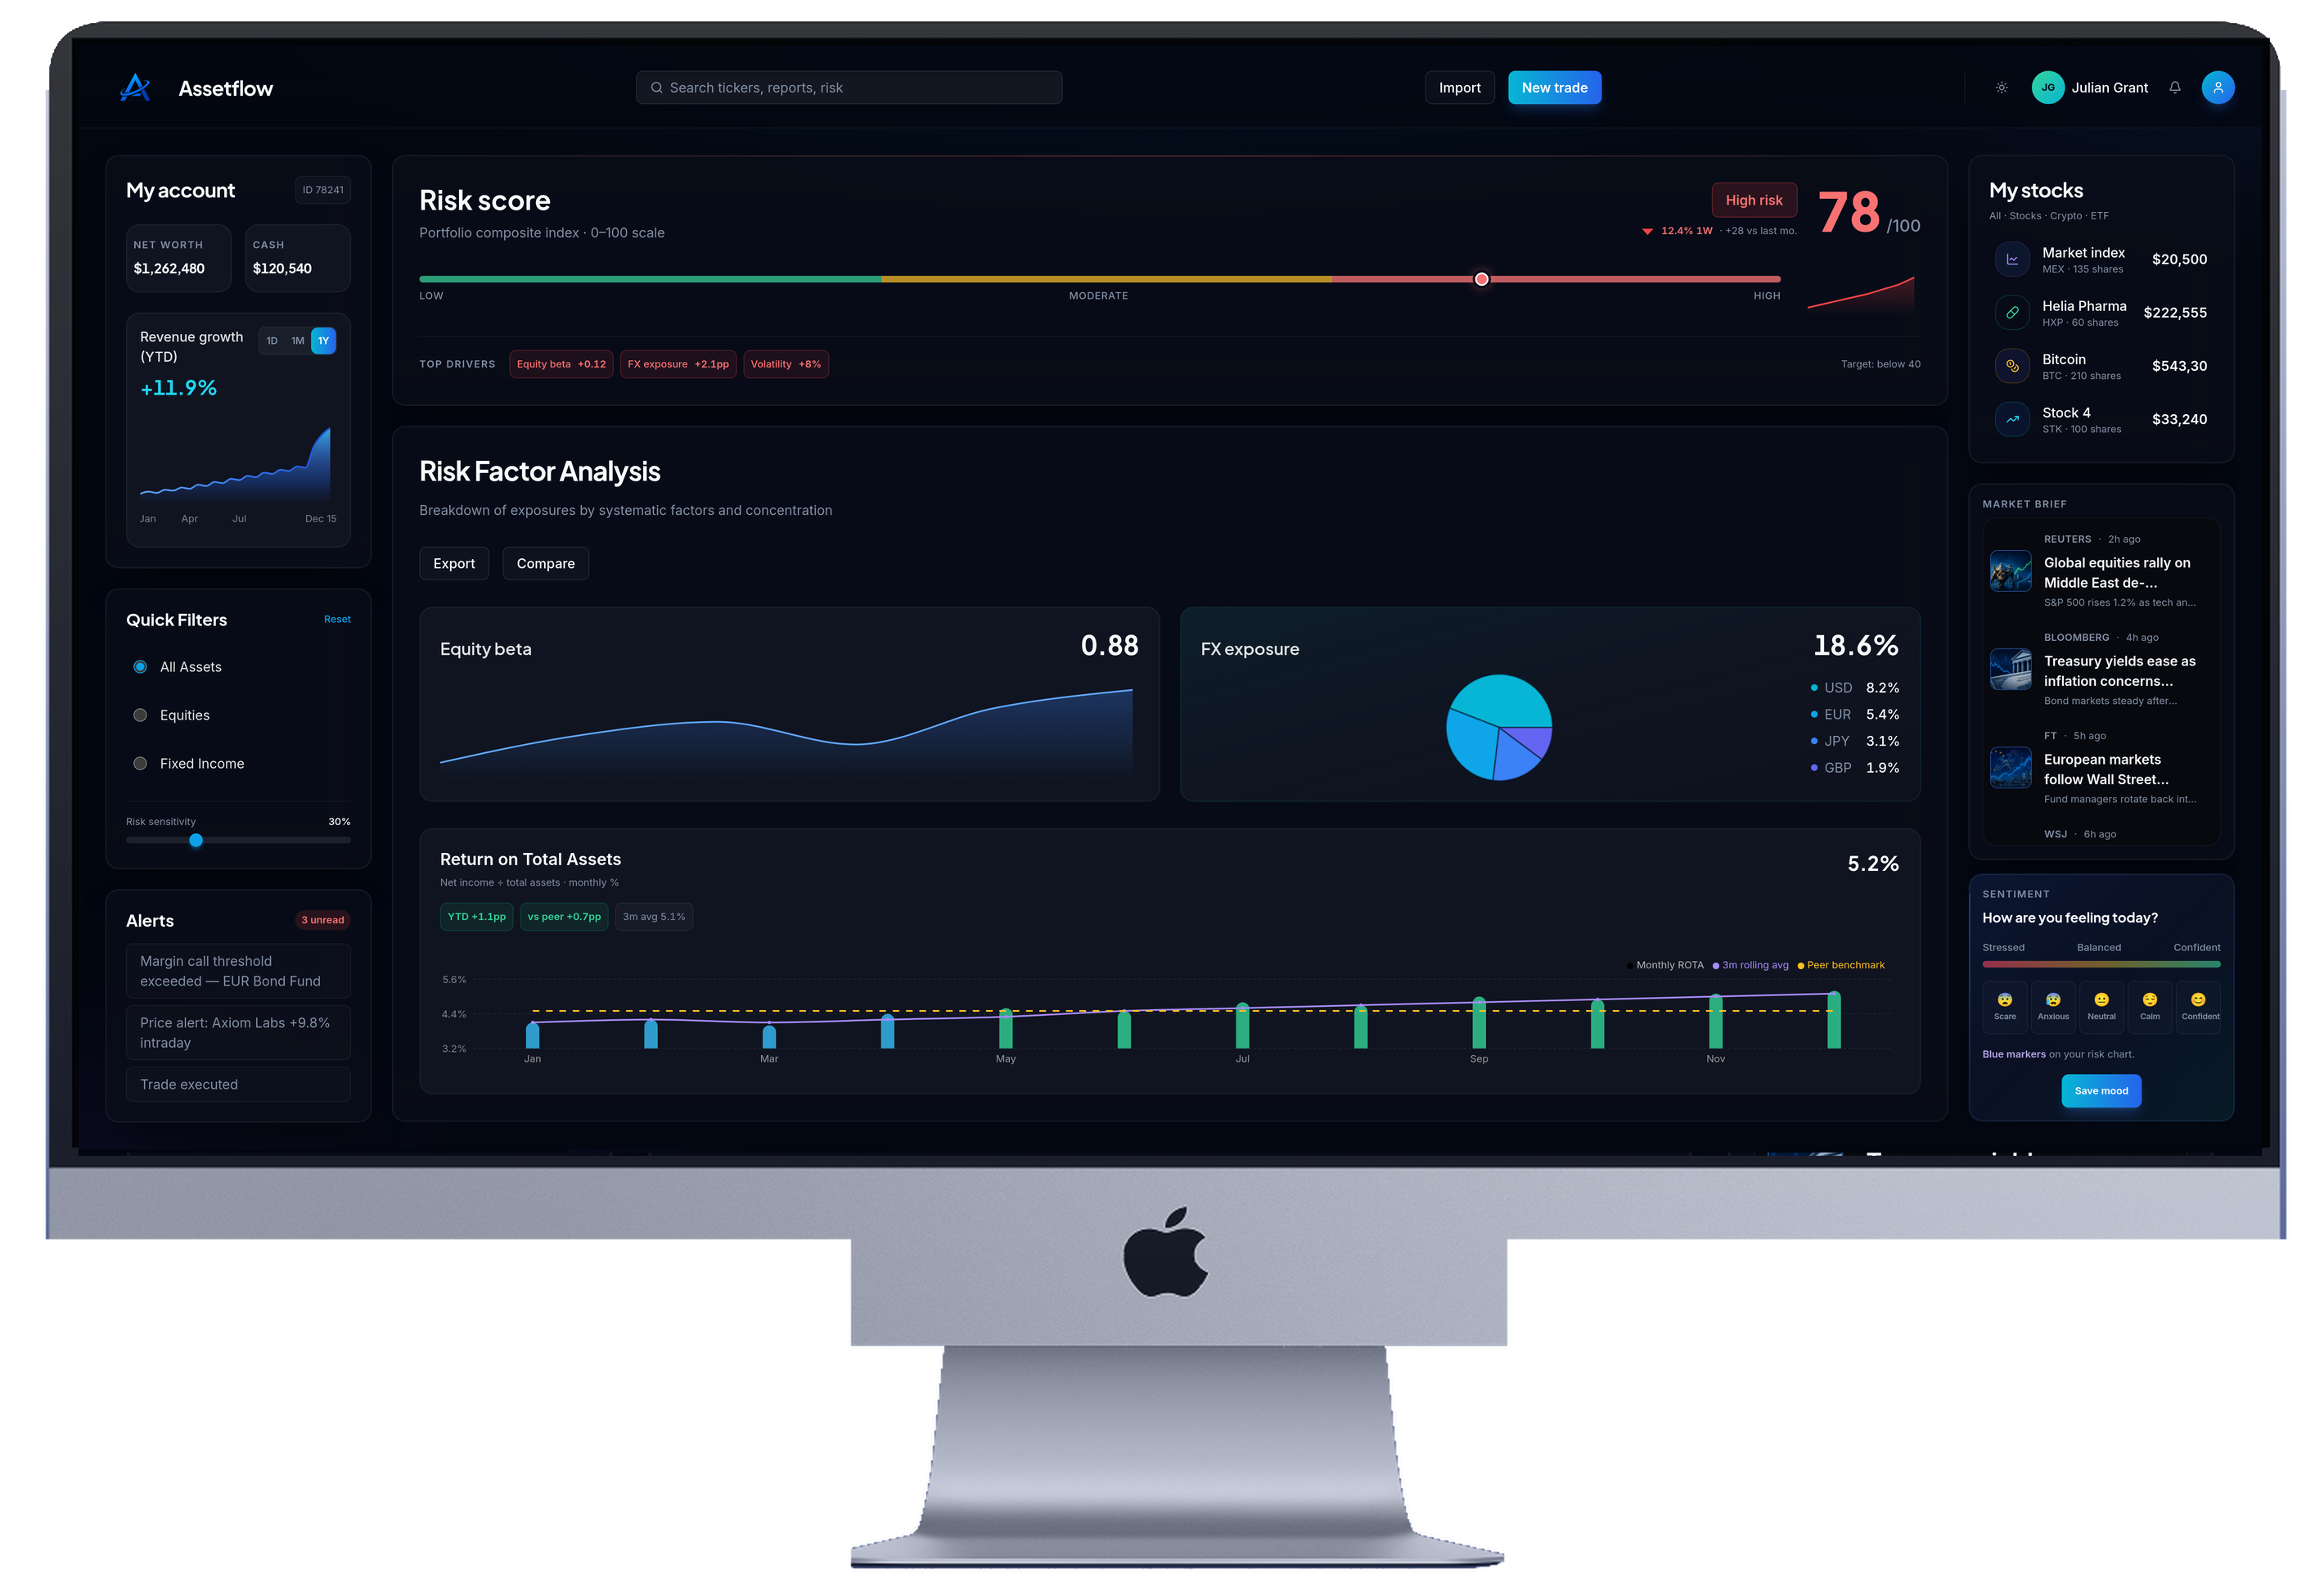 Assetflow
Search tickers, reports, risk
Import
New trade
JG
Julian Grant
My account
ID 78241
NET WORTH
$1,262,480
CASH
$120,540
Revenue growth
(YTD)
1D 1M 1Y
+11.9%
Jan Apr Jul Dec 15
Quick Filters
Reset
All Assets
Equities
Fixed Income
Risk sensitivity
30%
Alerts
3 unread
Margin call threshold
exceeded — EUR Bond Fund
Price alert: Axiom Labs +9.8%
intraday
Trade executed
Risk score
Portfolio composite index · 0–100 scale
High risk
12.4% 1W · +28 vs last mo.
78 /100
LOW MODERATE HIGH
TOP DRIVERS
Equity beta +0.12
FX exposure +2.1pp
Volatility +8%
Target: below 40
Risk Factor Analysis
Breakdown of exposures by systematic factors and concentration
Export
Compare
Equity beta
0.88
FX exposure
18.6%
USD 8.2%
EUR 5.4%
JPY 3.1%
GBP 1.9%
Return on Total Assets
5.2%
Net income ÷ total assets · monthly %
YTD +1.1pp
vs peer +0.7pp
3m avg 5.1%
Monthly ROTA 3m rolling avg Peer benchmark
5.6%
4.4%
3.2%
Jan Mar May Jul Sep Nov
My stocks
All · Stocks · Crypto · ETF
Market index
MEX · 135 shares
$20,500
Helia Pharma
HXP · 60 shares
$222,555
Bitcoin
BTC · 210 shares
$543,30
Stock 4
STK · 100 shares
$33,240
MARKET BRIEF
REUTERS · 2h ago
Global equities rally on
Middle East de-...
S&P 500 rises 1.2% as tech an...
BLOOMBERG · 4h ago
Treasury yields ease as
inflation concerns...
Bond markets steady after...
FT · 5h ago
European markets
follow Wall Street...
Fund managers rotate back int...
WSJ · 6h ago
SENTIMENT
How are you feeling today?
Stressed Balanced Confident
Scare Anxious Neutral Calm Confident
Blue markers on your risk chart.
Save mood